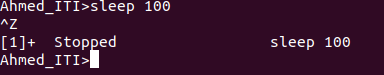 Ahmed_ITI>sleep 100
^Z
[1]+  Stopped                 sleep 100
Ahmed_ITI>